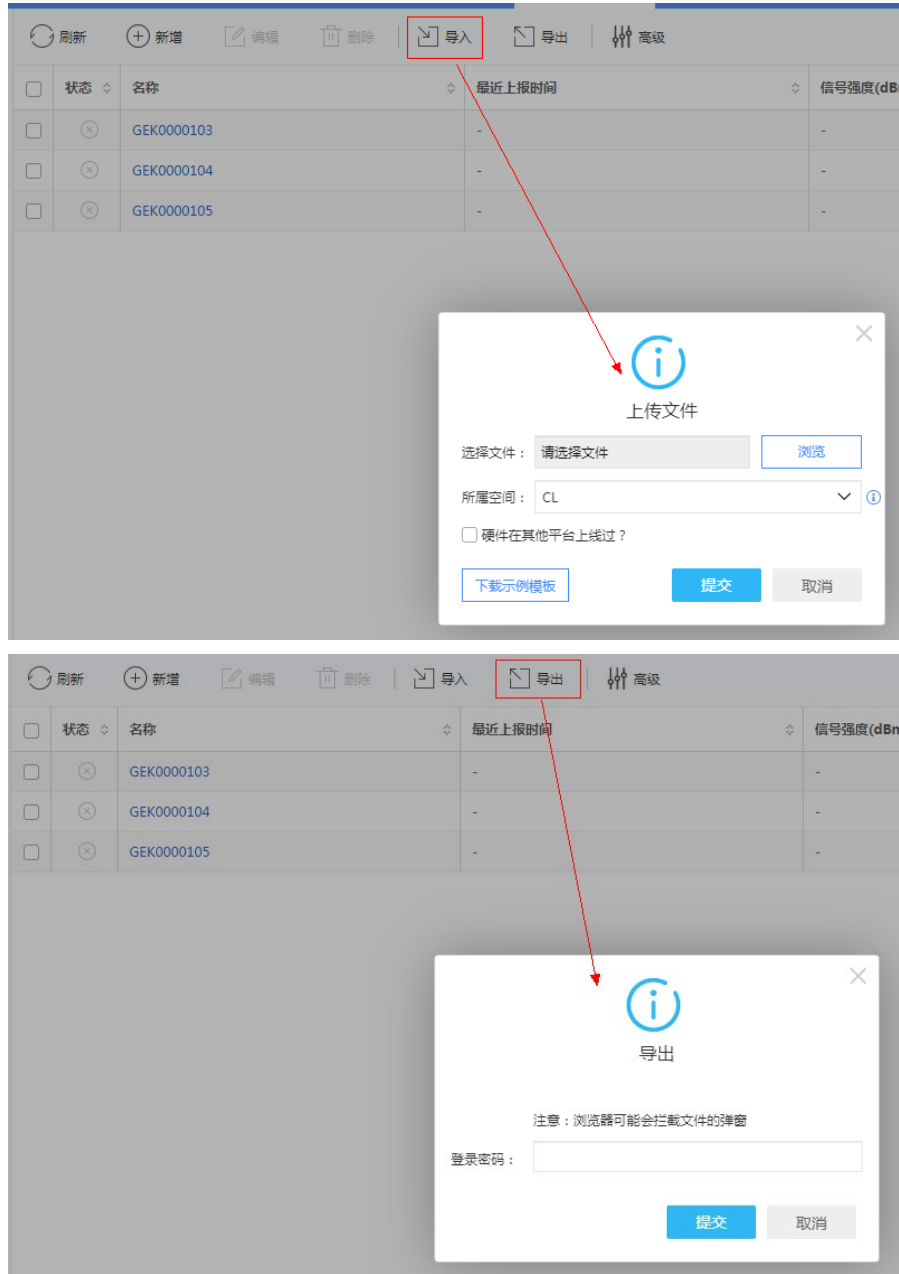 刷新 新增 编辑 删除 导入 导出 高级
状态 名称 最近上报时间 信号强度(dB
GEK0000103 - -
GEK0000104 - -
GEK0000105 - -
上传文件
选择文件： 请选择文件 浏览
所属空间： CL
硬件在其他平台上线过？
下载示例模板 提交 取消
刷新 新增 编辑 删除 导入 导出 高级
状态 名称 最近上报时间 信号强度(dBn
GEK0000103 - -
GEK0000104 - -
GEK0000105 - -
导出
注意：浏览器可能会拦截文件的弹窗
登录密码：
提交 取消